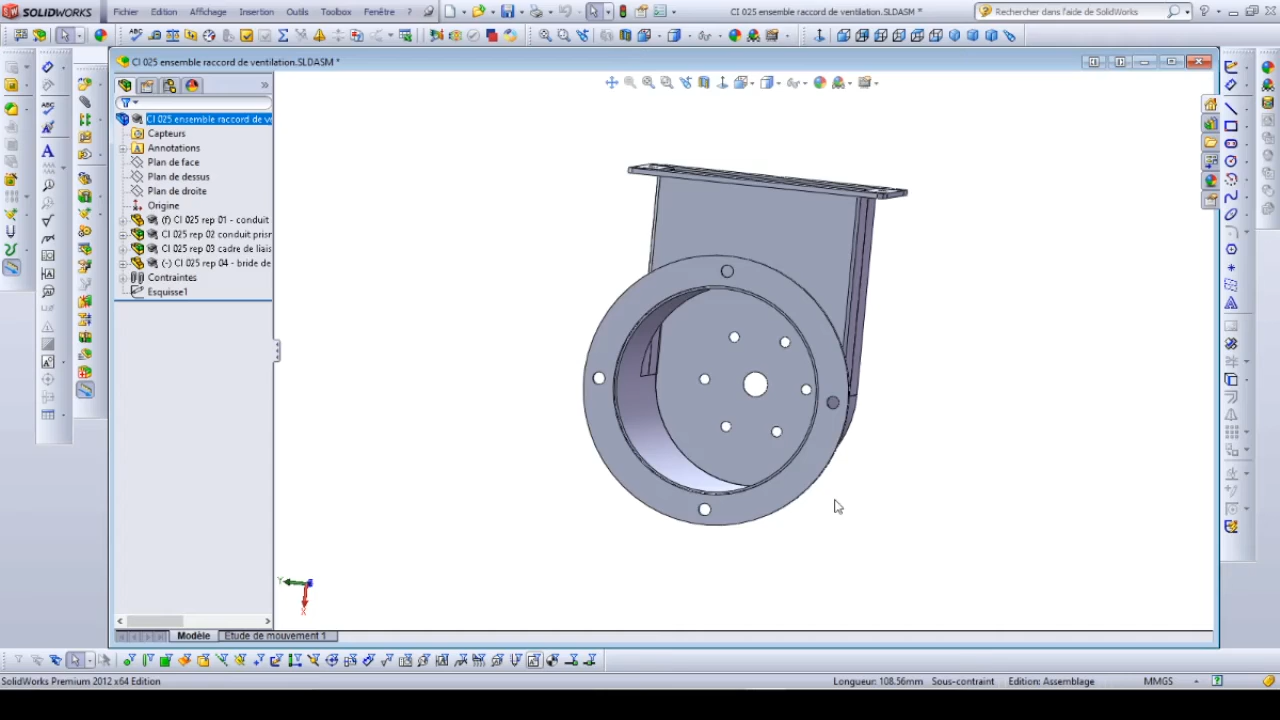 SOLIDWORKS Fichier Edition Affichage Insertion Outils Toolbox Fenêtre ? CI 025 ensemble raccord de ventilation.SLDASM * Rechercher dans l'aide de SolidWorks
CI 025 ensemble raccord de ventilation.SLDASM *
CI 025 ensemble raccord de ve
Capteurs
Annotations
Plan de face
Plan de dessus
Plan de droite
Origine
(f) CI 025 rep 01 - conduit
CI 025 rep 02 conduit prism
CI 025 rep 03 cadre de liais
(-) CI 025 rep 04 - bride de
Contraintes
Esquisse1
Y
X
Modèle Etude de mouvement 1
SolidWorks Premium 2012 x64 Edition Longueur: 108.56mm Sous-contraint Edition: Assemblage MMGS